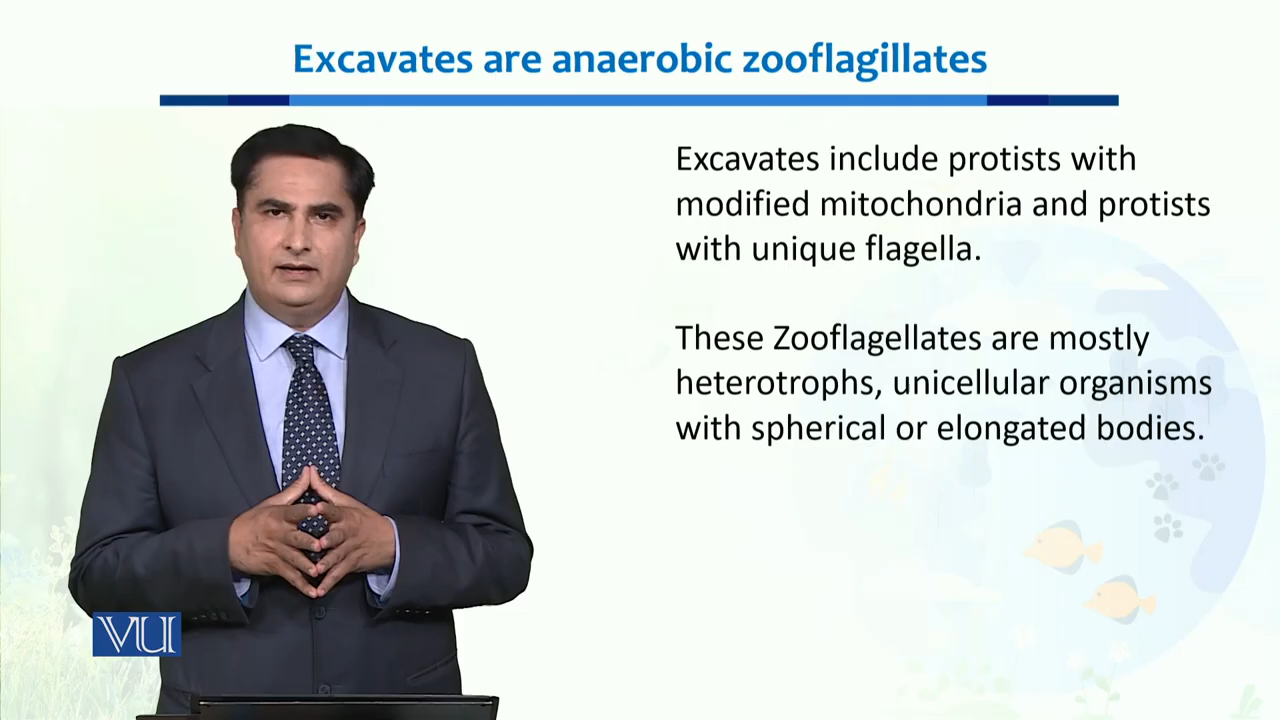 Excavates are anaerobic zooflagillates
Excavates include protists with
modified mitochondria and protists
with unique flagella.
These Zooflagellates are mostly
heterotrophs, unicellular organisms
with spherical or elongated bodies.
VU